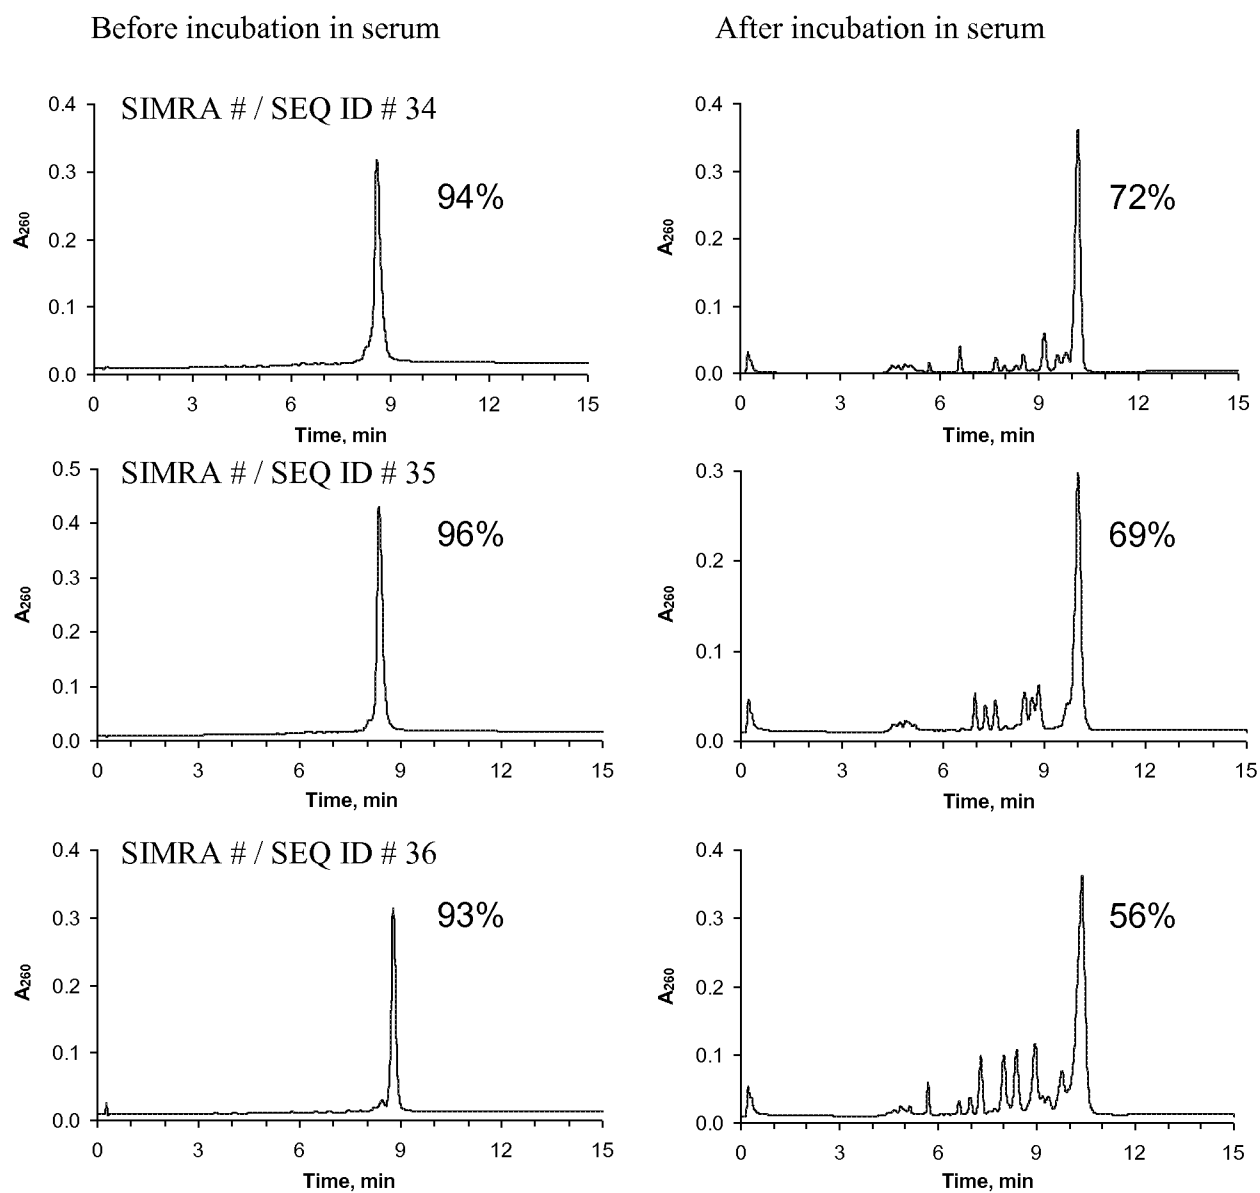 Before incubation in serum
After incubation in serum
SIMRA # / SEQ ID # 34
0.4
0.3
0.2
0.1
0.0
A260
94%
0 3 6 9 12 15
Time, min
0.4
0.3
0.2
0.1
0.0
A260
72%
0 3 6 9 12 15
Time, min
SIMRA # / SEQ ID # 35
0.5
0.4
0.3
0.2
0.1
0.0
A260
96%
0 3 6 9 12 15
Time, min
0.3
0.2
0.1
0.0
A260
69%
0 3 6 9 12 15
Time, min
SIMRA # / SEQ ID # 36
0.4
0.3
0.2
0.1
0.0
A260
93%
0 3 6 9 12 15
Time, min
0.4
0.3
0.2
0.1
0.0
A260
56%
0 3 6 9 12 15
Time, min